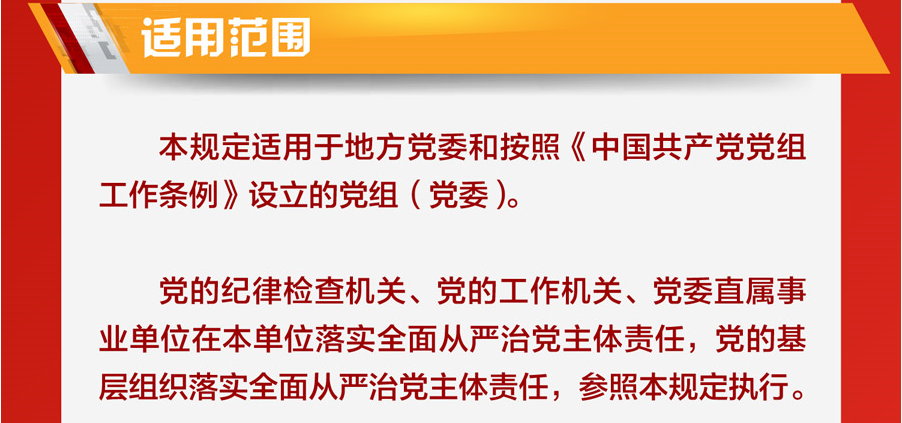 适用范围
本规定适用于地方党委和按照《中国共产党党组
工作条例》设立的党组（党委）。
党的纪律检查机关、党的工作机关、党委直属事
业单位在本单位落实全面从严治党主体责任，党的基
层组织落实全面从严治党主体责任，参照本规定执行。